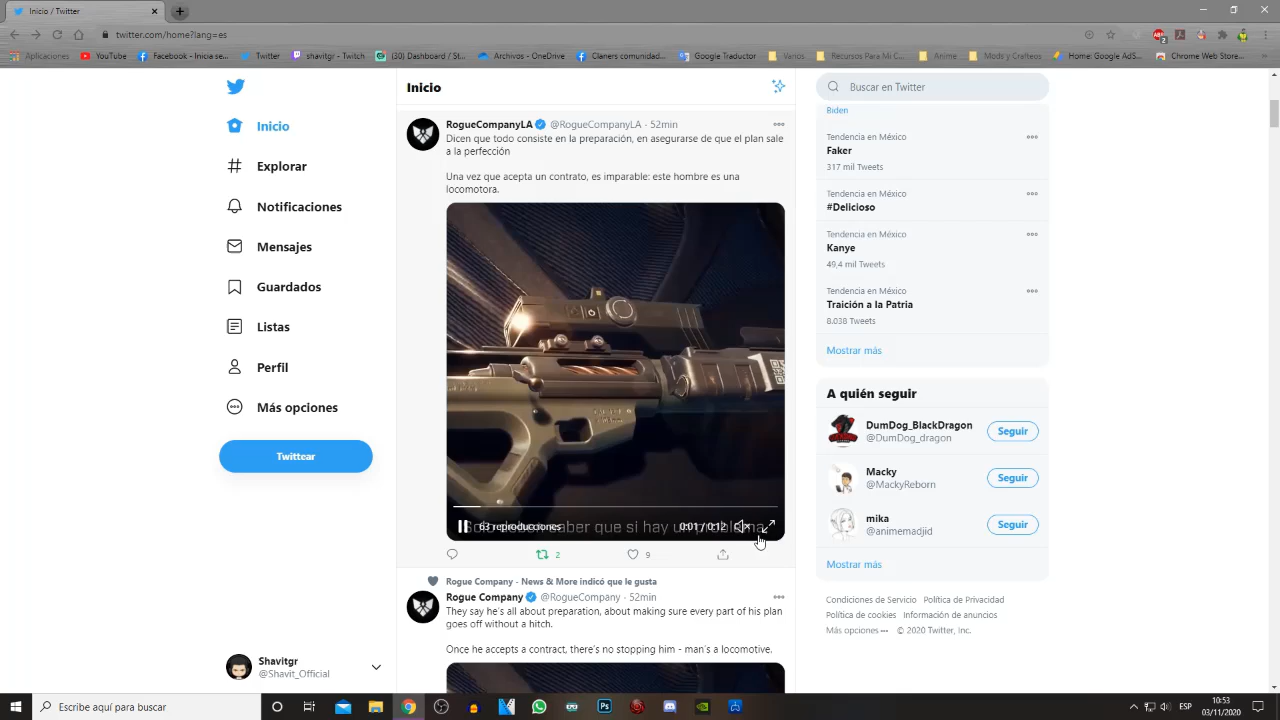 Inicio / Twitter
twitter.com/home?lang=es
Aplicaciones
YouTube
Facebook - Inicia se...
Twitter
shavitgr - Twitch
(30) Dashboard / St...
Archivos - OneDrive
Claners comunidad...
Google Traductor
Varios
Recursos Para Mi C...
Anime
Mods y Crafteos
Home: Google AdS...
Chrome Web Store...
Inicio
Explorar
Notificaciones
Mensajes
Guardados
Listas
Perfil
Más opciones
Twittear
Shavitgr
@Shavit_Official
Inicio
RogueCompanyLA @RogueCompanyLA · 52min
Dicen que todo consiste en la preparación, en asegurarse de que el plan sale
a la perfección
Una vez que acepta un contrato, es imparable: este hombre es una
locomotora.
63 reproducciones
0:01 / 0:12
2
9
Rogue Company - News & More indicó que le gusta
Rogue Company @RogueCompany · 52min
They say he's all about preparation, about making sure every part of his plan
goes off without a hitch.
Once he accepts a contract, there's no stopping him - man's a locomotive.
Buscar en Twitter
Biden
Tendencia en México
Faker
317 mil Tweets
Tendencia en México
#Delicioso
Tendencia en México
Kanye
49,4 mil Tweets
Tendencia en México
Traición a la Patria
8.038 Tweets
Mostrar más
A quién seguir
DumDog_BlackDragon
@DumDog_dragon
Seguir
Macky
@MackyReborn
Seguir
mika
@animemadjid
Seguir
Mostrar más
Condiciones de Servicio Política de Privacidad
Política de cookies Información de anuncios
Más opciones © 2020 Twitter, Inc.
Escribe aquí para buscar
ESP
10:53
03/11/2020